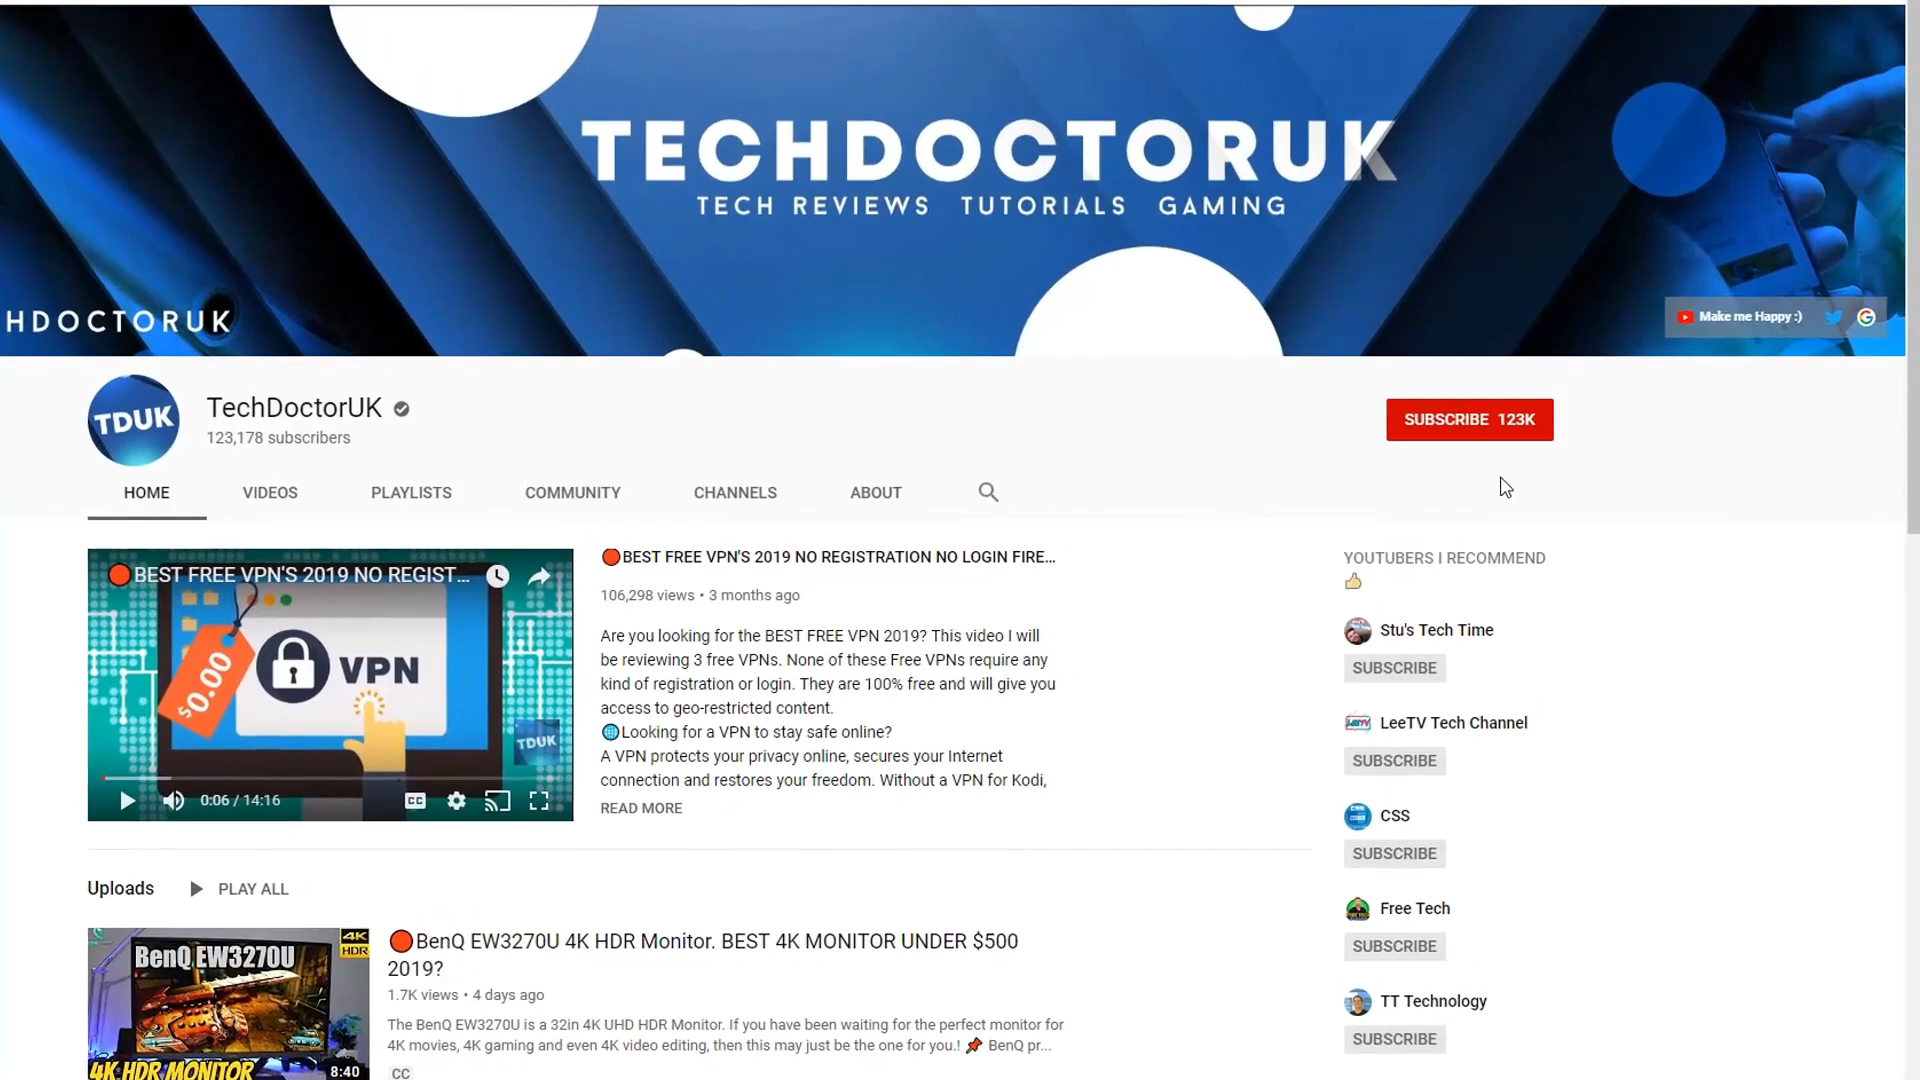 TECHDOCTORUK
TECH REVIEWS TUTORIALS GAMING
HDOCTORUK
Make me Happy :)
TDUK
TechDoctorUK
123,178 subscribers
SUBSCRIBE 123K
HOME VIDEOS PLAYLISTS COMMUNITY CHANNELS ABOUT
BEST FREE VPN'S 2019 NO REGIST...
$0.00
VPN
TDUK
0:06 / 14:16
CC
🔴BEST FREE VPN'S 2019 NO REGISTRATION NO LOGIN FIRE...
106,298 views • 3 months ago
Are you looking for the BEST FREE VPN 2019? This video I will
be reviewing 3 free VPNs. None of these Free VPNs require any
kind of registration or login. They are 100% free and will give you
access to geo-restricted content.
🌐Looking for a VPN to stay safe online?
A VPN protects your privacy online, secures your Internet
connection and restores your freedom. Without a VPN for Kodi,
READ MORE
YOUTUBERS I RECOMMEND
👍
Stu's Tech Time
SUBSCRIBE
LeeTV Tech Channel
SUBSCRIBE
CSS
SUBSCRIBE
Free Tech
SUBSCRIBE
TT Technology
SUBSCRIBE
Uploads PLAY ALL
BenQ EW3270U
4K
HDR
4K HDR MONITOR
8:40
🔴BenQ EW3270U 4K HDR Monitor. BEST 4K MONITOR UNDER $500
2019?
1.7K views • 4 days ago
The BenQ EW3270U is a 32in 4K UHD HDR Monitor. If you have been waiting for the perfect monitor for
4K movies, 4K gaming and even 4K video editing, then this may just be the one for you.! 📌 BenQ pr...
CC